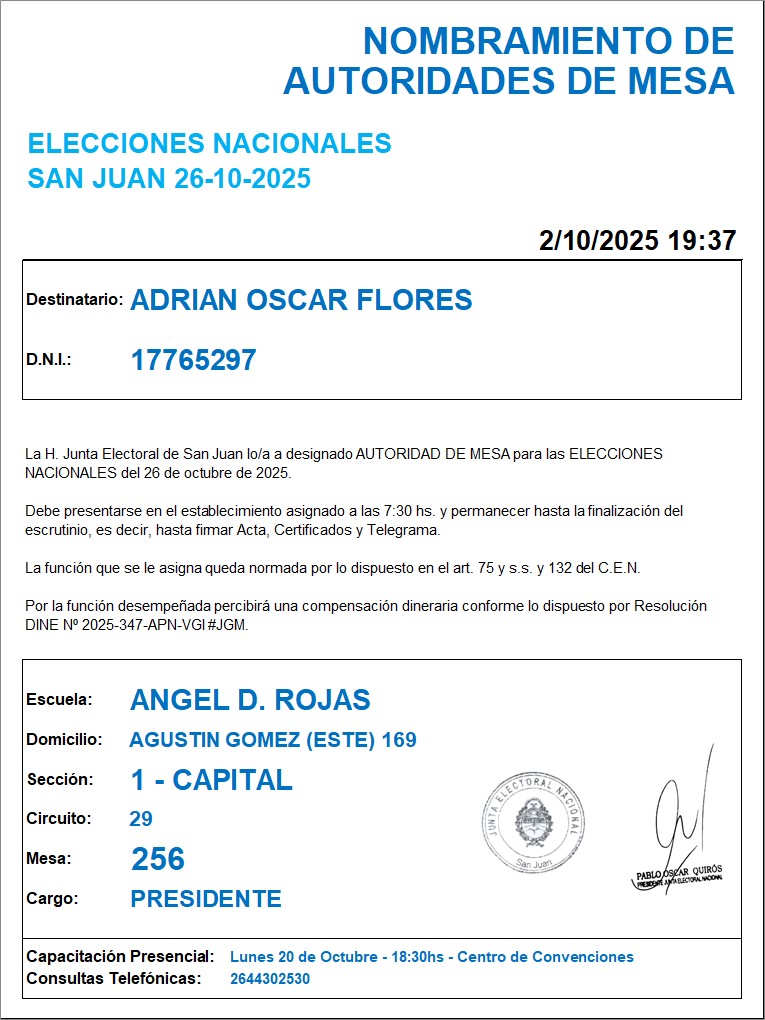 NOMBRAMIENTO DE
AUTORIDADES DE MESA
ELECCIONES NACIONALES
SAN JUAN 26-10-2025
2/10/2025 19:37
Destinatario: ADRIAN OSCAR FLORES
D.N.I.: 17765297
La H. Junta Electoral de San Juan lo/a a designado AUTORIDAD DE MESA para las ELECCIONES
NACIONALES del 26 de octubre de 2025.
Debe presentarse en el establecimiento asignado a las 7:30 hs. y permanecer hasta la finalización del
escrutinio, es decir, hasta firmar Acta, Certificados y Telegrama.
La función que se le asigna queda normada por lo dispuesto en el art. 75 y s.s. y 132 del C.E.N.
Por la función desempeñada percibirá una compensación dineraria conforme lo dispuesto por Resolución
DINE Nº 2025-347-APN-VGI#JGM.
Escuela: ANGEL D. ROJAS
Domicilio: AGUSTIN GOMEZ (ESTE) 169
Sección: 1 - CAPITAL
Circuito: 29
Mesa: 256
Cargo: PRESIDENTE
JUNTA ELECTORAL NACIONAL
San Juan
PABLO OSCAR QUIRÓS
PRESIDENTE JUNTA ELECTORAL NACIONAL
Capacitación Presencial: Lunes 20 de Octubre - 18:30hs - Centro de Convenciones
Consultas Telefónicas: 2644302530